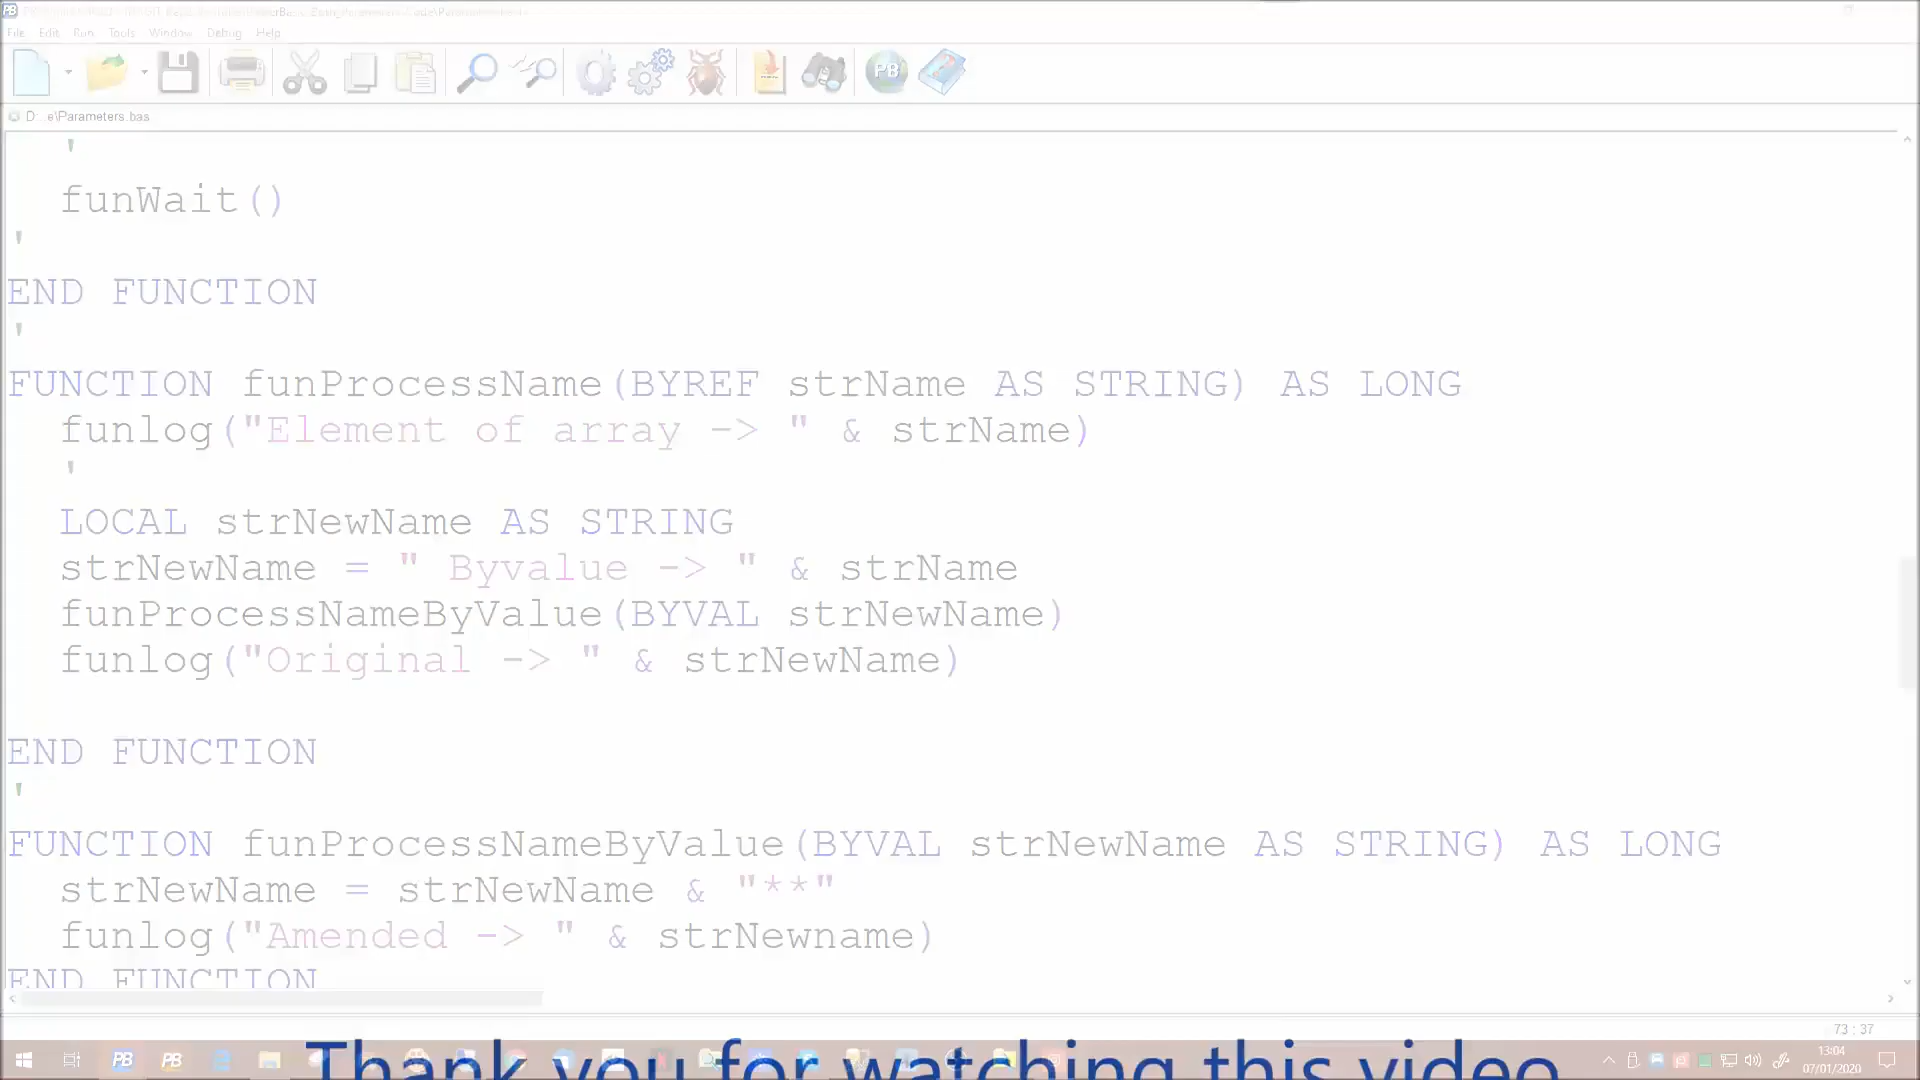 File Edit Run Tools Window Debug Help
PB
D:..e\Parameters.bas
'
funWait()
'
END FUNCTION
'
FUNCTION funProcessName(BYREF strName AS STRING) AS LONG
funlog("Element of array -> " & strName)
'
LOCAL strNewName AS STRING
strNewName = " Byvalue -> " & strName
funProcessNameByValue(BYVAL strNewName)
funlog("Original -> " & strNewName)
END FUNCTION
'
FUNCTION funProcessNameByValue(BYVAL strNewName AS STRING) AS LONG
strNewName = strNewName & "**"
funlog("Amended -> " & strNewname)
END FUNCTION
73 : 37
PB PB
Thank you for watching this video
13:04
07/01/2020